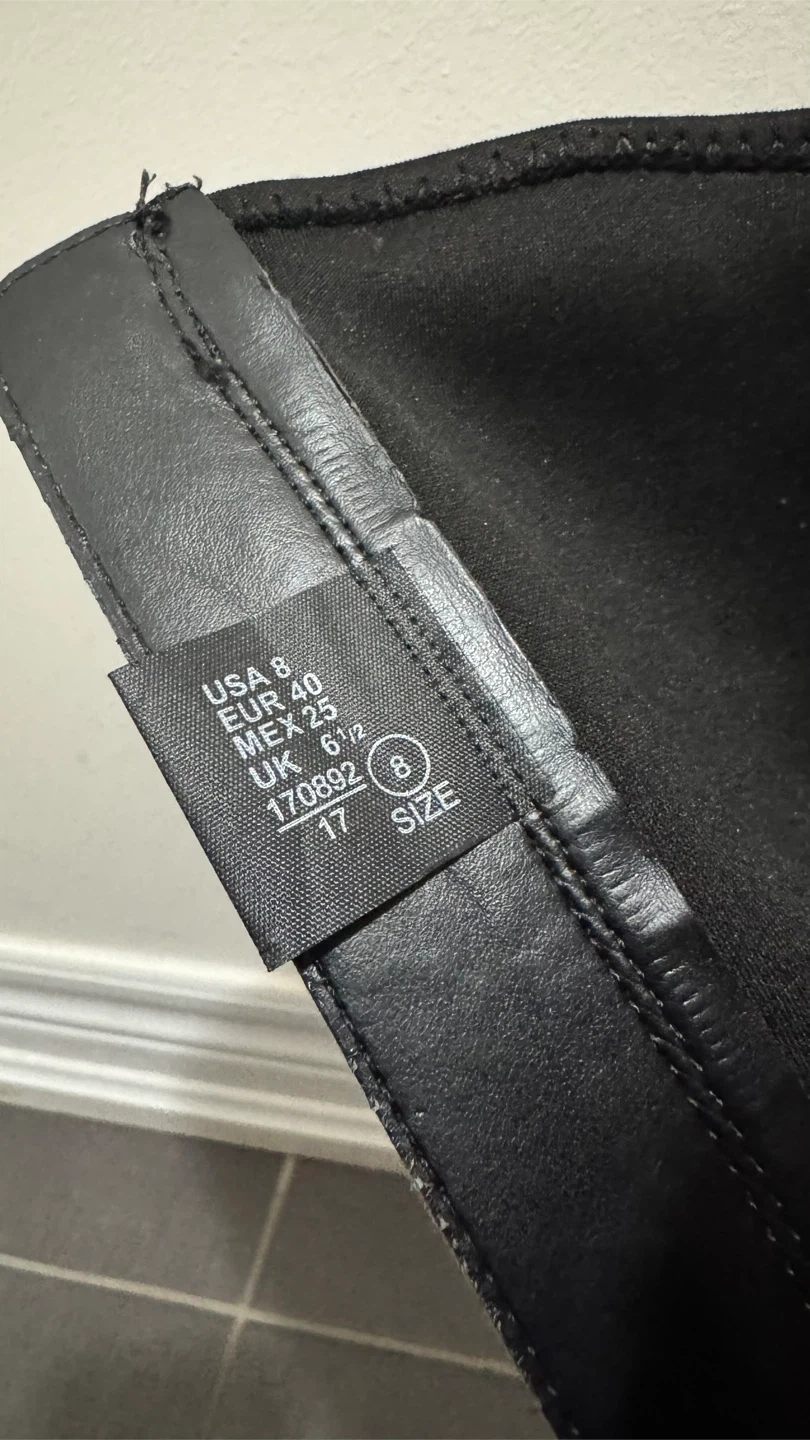 USA 8
EUR 40
MEX 25
UK 6 1/2
170892
17
8
SIZE